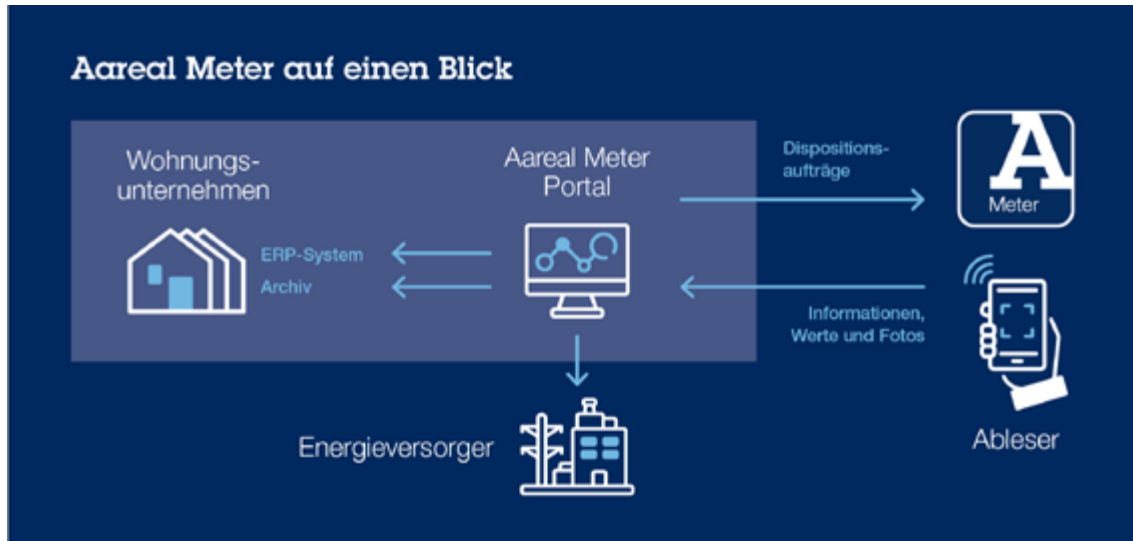 Aareal Meter auf einen Blick
Wohnungs-
unternehmen
ERP-System
Archiv
Aareal Meter
Portal
Dispositions-
aufträge
A
Meter
Informationen,
Werte und Fotos
Ableser
Energieversorger